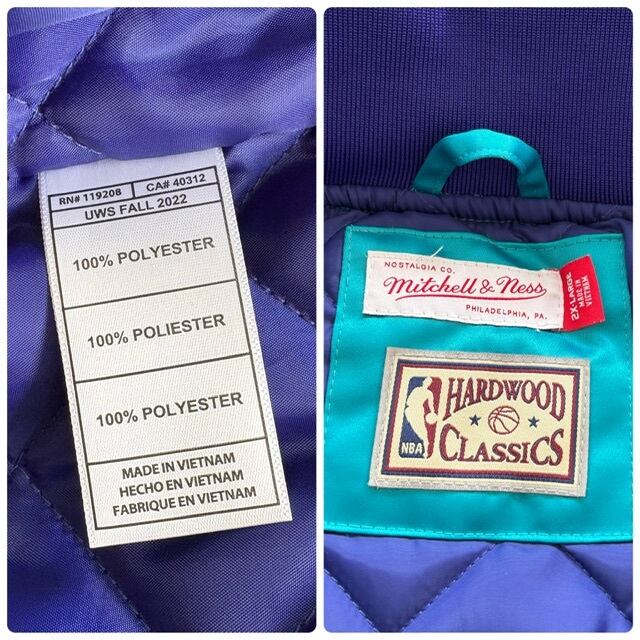 RN# 119208 CA# 40312
UWS FALL 2022
100% POLYESTER
100% POLIESTER
100% POLYESTER
MADE IN VIETNAM
HECHO EN VIETNAM
FABRIQUE EN VIETNAM
NOSTALGIA CO.
Mitchell & Ness
PHILADELPHIA, PA.
2X-LARGE
MADE IN
VIETNAM
NBA
HARDWOOD
CLASSICS